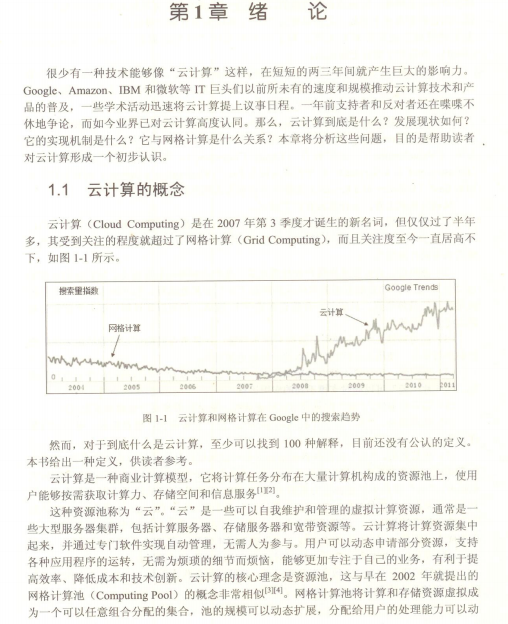 第1章 绪 论
很少有一种技术能够像“云计算”这样，在短短的两三年间就产生巨大的影响力。
Google、Amazon、IBM 和微软等 IT 巨头们以前所未有的速度和规模推动云计算技术和产
品的普及，一些学术活动迅速将云计算提上议事日程。一年前支持者和反对者还在喋喋不
休地争论，而如今业界已对云计算高度认同。那么，云计算到底是什么？发展现状如何？
它的实现机制是什么？它与网格计算是什么关系？本章将分析这些问题，目的是帮助读者
对云计算形成一个初步认识。
1.1 云计算的概念
云计算（Cloud Computing）是在 2007 年第 3 季度才诞生的新名词，但仅仅过了半年
多，其受到关注的程度就超过了网格计算（Grid Computing），而且关注度至今一直居高不
下，如图 1-1 所示。
搜索量指数 Google Trends
云计算
网格计算
0
2004 2005 2006 2007 2008 2009 2010 2011
图 1-1 云计算和网格计算在 Google 中的搜索趋势
然而，对于到底什么是云计算，至少可以找到 100 种解释，目前还没有公认的定义。
本书给出一种定义，供读者参考。
云计算是一种商业计算模型，它将计算任务分布在大量计算机构成的资源池上，使用
户能够按需获取计算力、存储空间和信息服务[1][2]。
这种资源池称为“云”。“云”是一些可以自我维护和管理的虚拟计算资源，通常是一
些大型服务器集群，包括计算服务器、存储服务器和宽带资源等。云计算将计算资源集中
起来，并通过专门软件实现自动管理，无需人为参与。用户可以动态申请部分资源，支持
各种应用程序的运转，无需为烦琐的细节而烦恼，能够更加专注于自己的业务，有利于提
高效率、降低成本和技术创新。云计算的核心理念是资源池，这与早在 2002 年就提出的
网格计算池（Computing Pool）的概念非常相似[3][4]。网格计算池将计算和存储资源虚拟成
为一个可以任意组合分配的集合，池的规模可以动态扩展，分配给用户的处理能力可以动